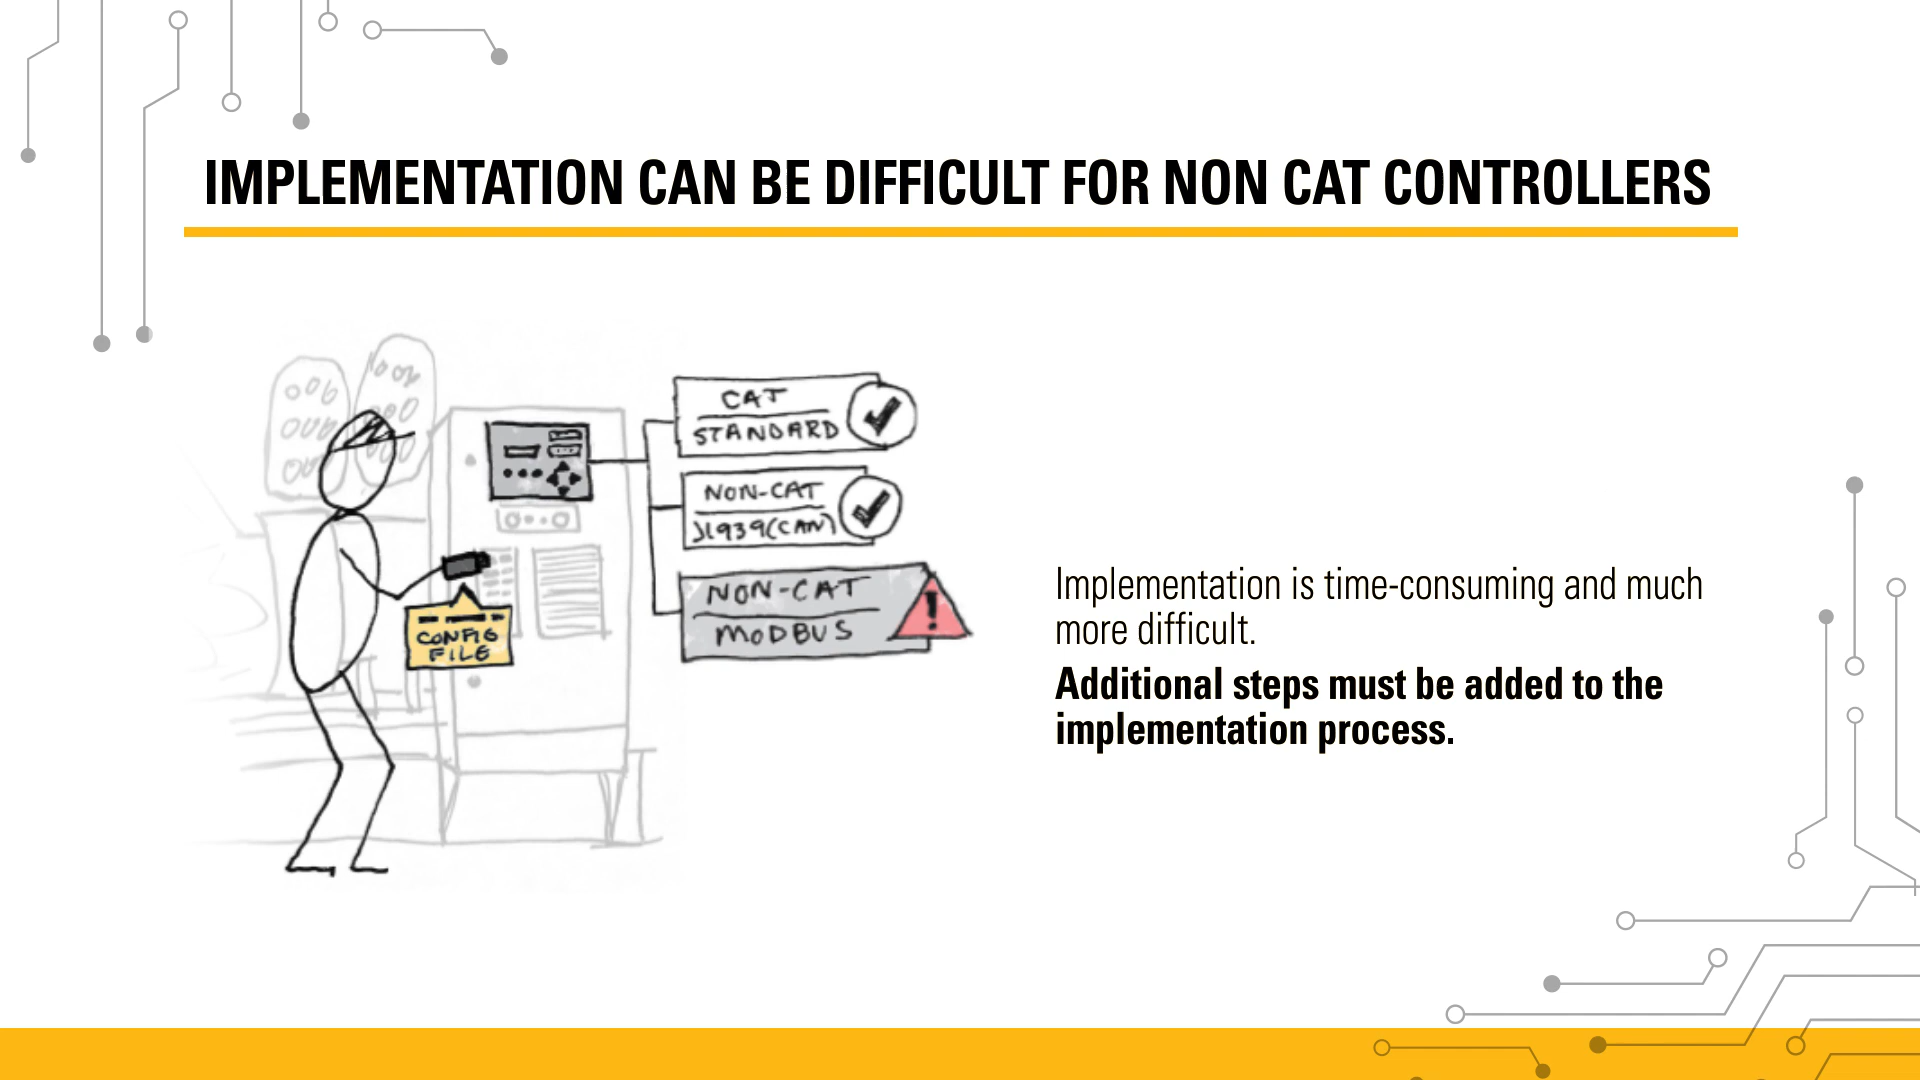 IMPLEMENTATION CAN BE DIFFICULT FOR NON CAT CONTROLLERS
CAT
STANDARD
NON-CAT
J1939(CAN)
NON-CAT
MODBUS
!
CONFIG
FILE
Implementation is time-consuming and much
more difficult.
Additional steps must be added to the
implementation process.